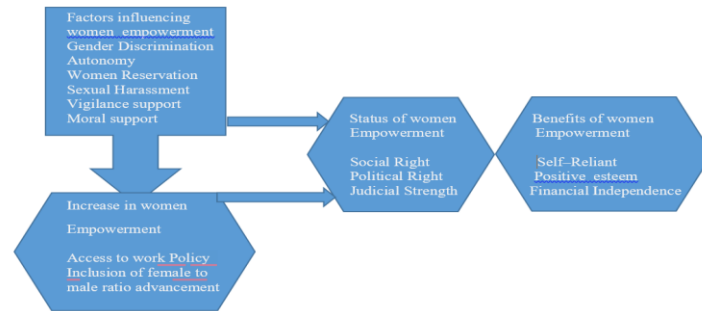 Factors influencing
women empowerment
Gender Discrimination
Autonomy
Women Reservation
Sexual Harassment
Vigilance support
Moral support
Status of women
Empowerment
Social Right
Political Right
Judicial Strength
Benefits of women
Empowerment
Self–Reliant
Positive esteem
Financial Independence
Increase in women
Empowerment
Access to work Policy
Inclusion of female to
male ratio advancement